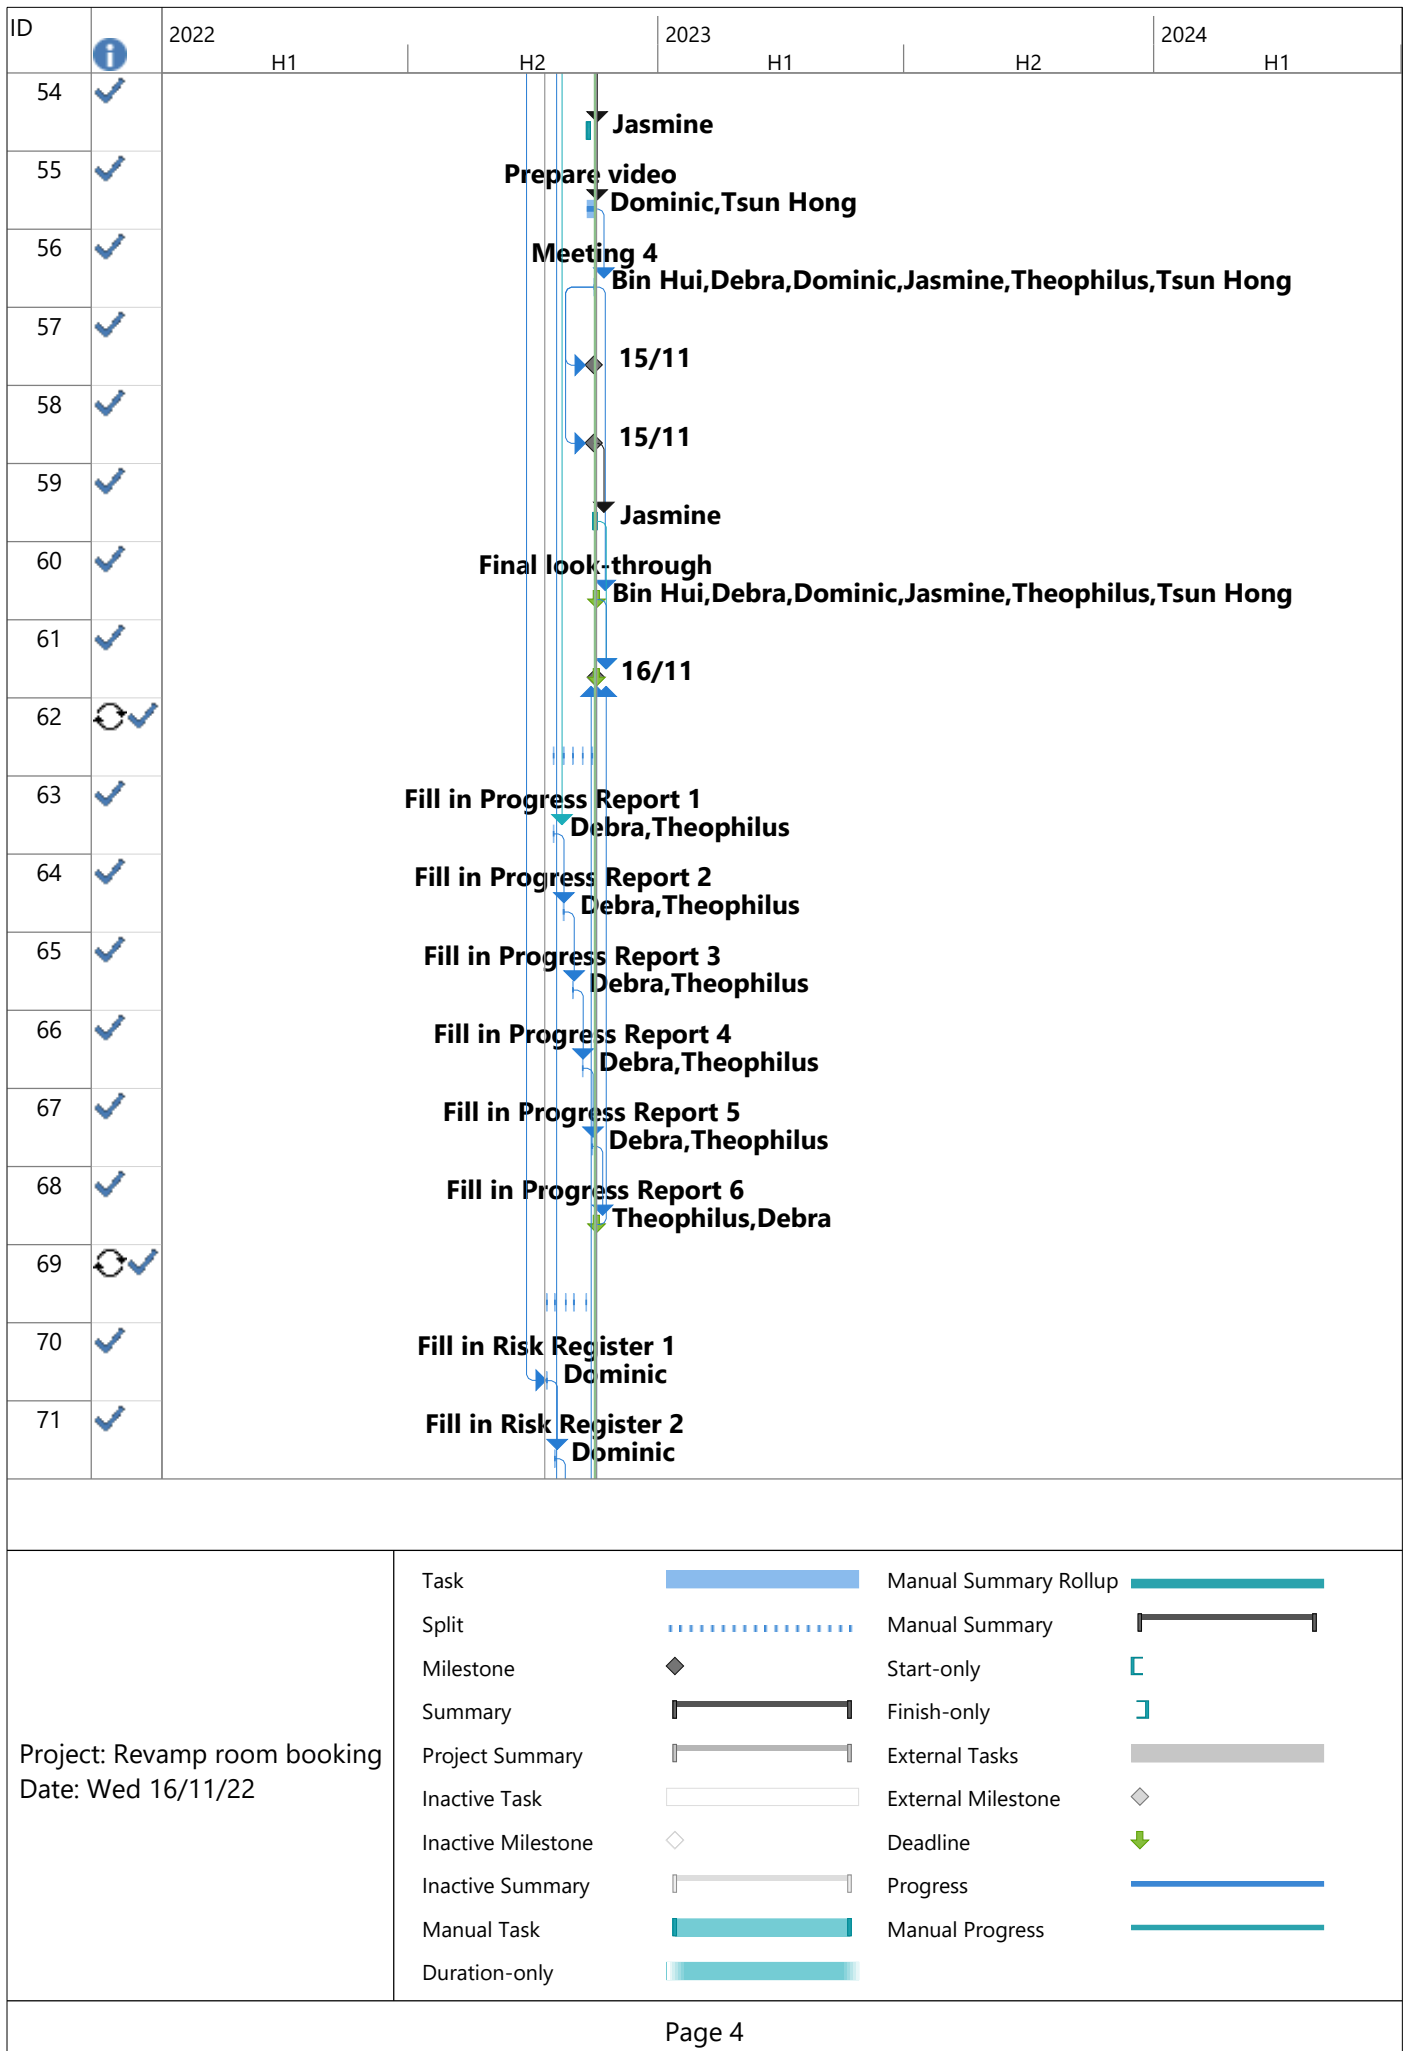 ID
2022
2023
2024
H1
H2
H1
H2
H1
54
Jasmine
55
Prepare video
Dominic,Tsun Hong
56
Meeting 4
Bin Hui,Debra,Dominic,Jasmine,Theophilus,Tsun Hong
57
15/11
58
15/11
59
Jasmine
60
Final look-through
Bin Hui,Debra,Dominic,Jasmine,Theophilus,Tsun Hong
61
16/11
62
63
Fill in Progress Report 1
Debra,Theophilus
64
Fill in Progress Report 2
Debra,Theophilus
65
Fill in Progress Report 3
Debra,Theophilus
66
Fill in Progress Report 4
Debra,Theophilus
67
Fill in Progress Report 5
Debra,Theophilus
68
Fill in Progress Report 6
Theophilus,Debra
69
70
Fill in Risk Register 1
Dominic
71
Fill in Risk Register 2
Dominic
Project: Revamp room booking
Date: Wed 16/11/22
Task
Split
Milestone
Summary
Project Summary
Inactive Task
Inactive Milestone
Inactive Summary
Manual Task
Duration-only
Manual Summary Rollup
Manual Summary
Start-only
Finish-only
External Tasks
External Milestone
Deadline
Progress
Manual Progress
Page 4